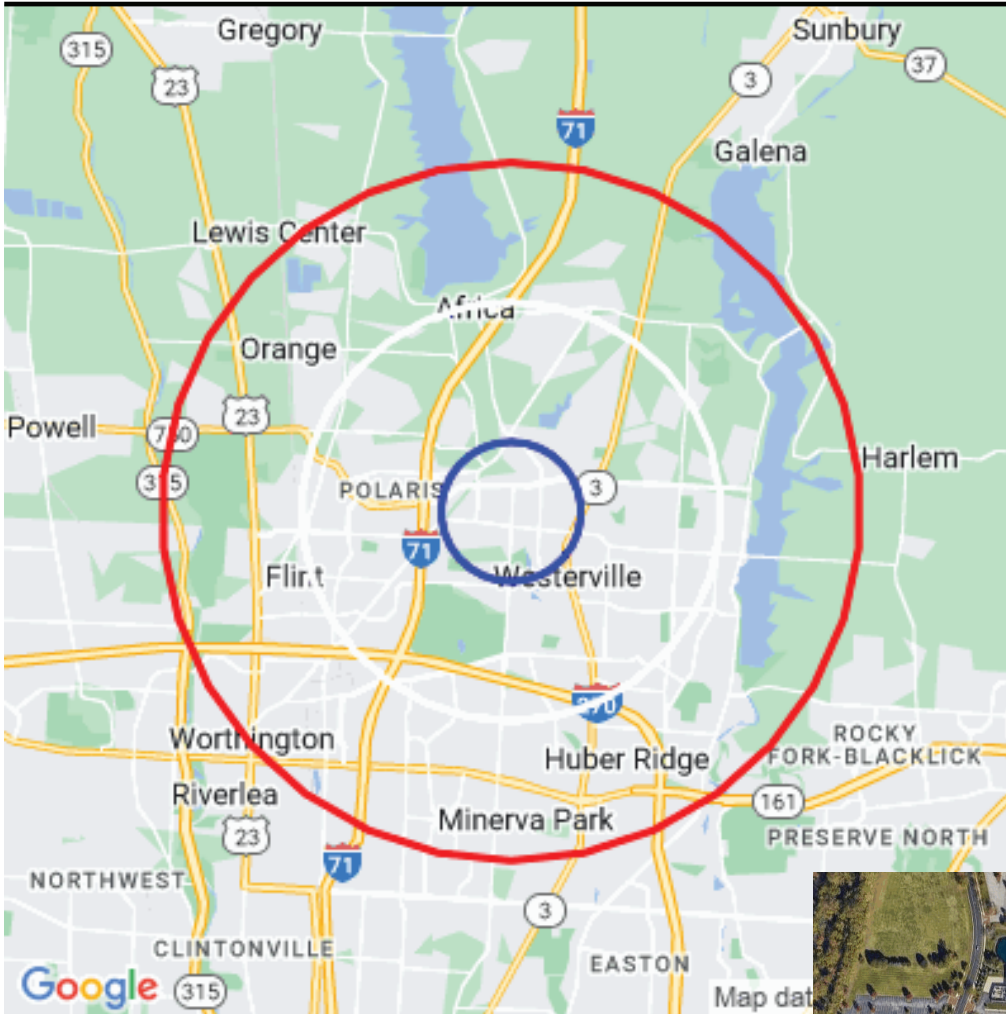 Gregory
Sunbury
315
23
3
37
71
Galena
Lewis Center
Africa
Orange
23
Powell
750
315
Harlem
POLARIS
3
71
Flint
Westerville
270
Worthington
Huber Ridge
ROCKY
FORK-BLACKLICK
Riverlea
161
23
Minerva Park
PRESERVE NORTH
71
NORTHWEST
3
CLINTONVILLE
EASTON
Google
315
Map dat